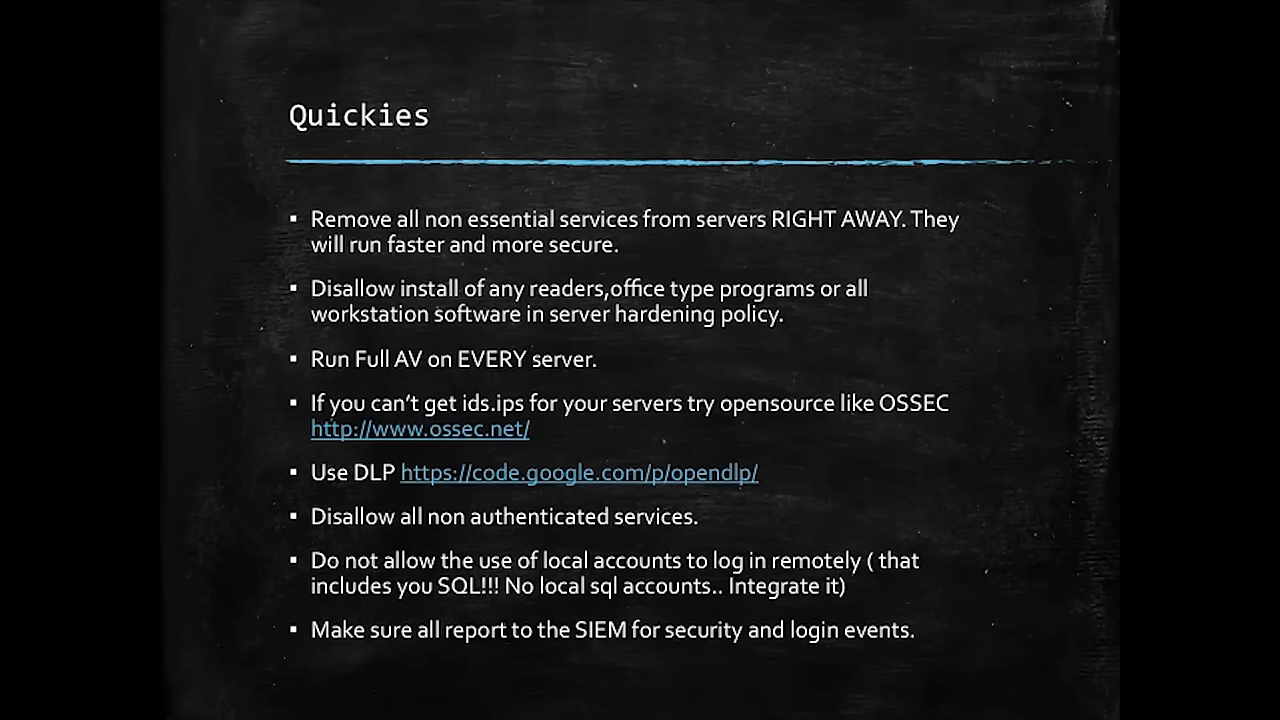 Quickies
▪ Remove all non essential services from servers RIGHT AWAY. They
will run faster and more secure.
▪ Disallow install of any readers,office type programs or all
workstation software in server hardening policy.
▪ Run Full AV on EVERY server.
▪ If you can't get ids.ips for your servers try opensource like OSSEC
http://www.ossec.net/
▪ Use DLP https://code.google.com/p/opendlp/
▪ Disallow all non authenticated services.
▪ Do not allow the use of local accounts to log in remotely ( that
includes you SQL!!! No local sql accounts.. Integrate it)
▪ Make sure all report to the SIEM for security and login events.